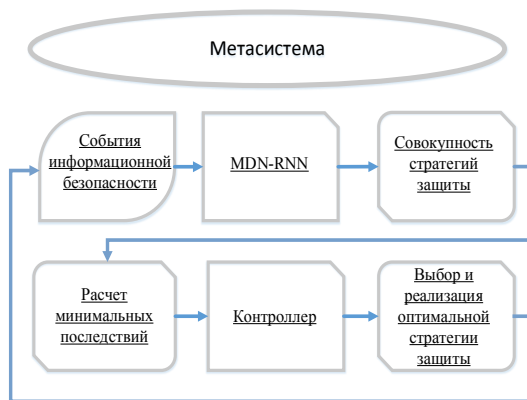 Метасистема
События
информационной
безопасности
MDN-RNN
Совокупность
стратегий
защиты
Расчет
минимальных
последствий
Контроллер
Выбор и
реализация
оптимальной
стратегии
защиты